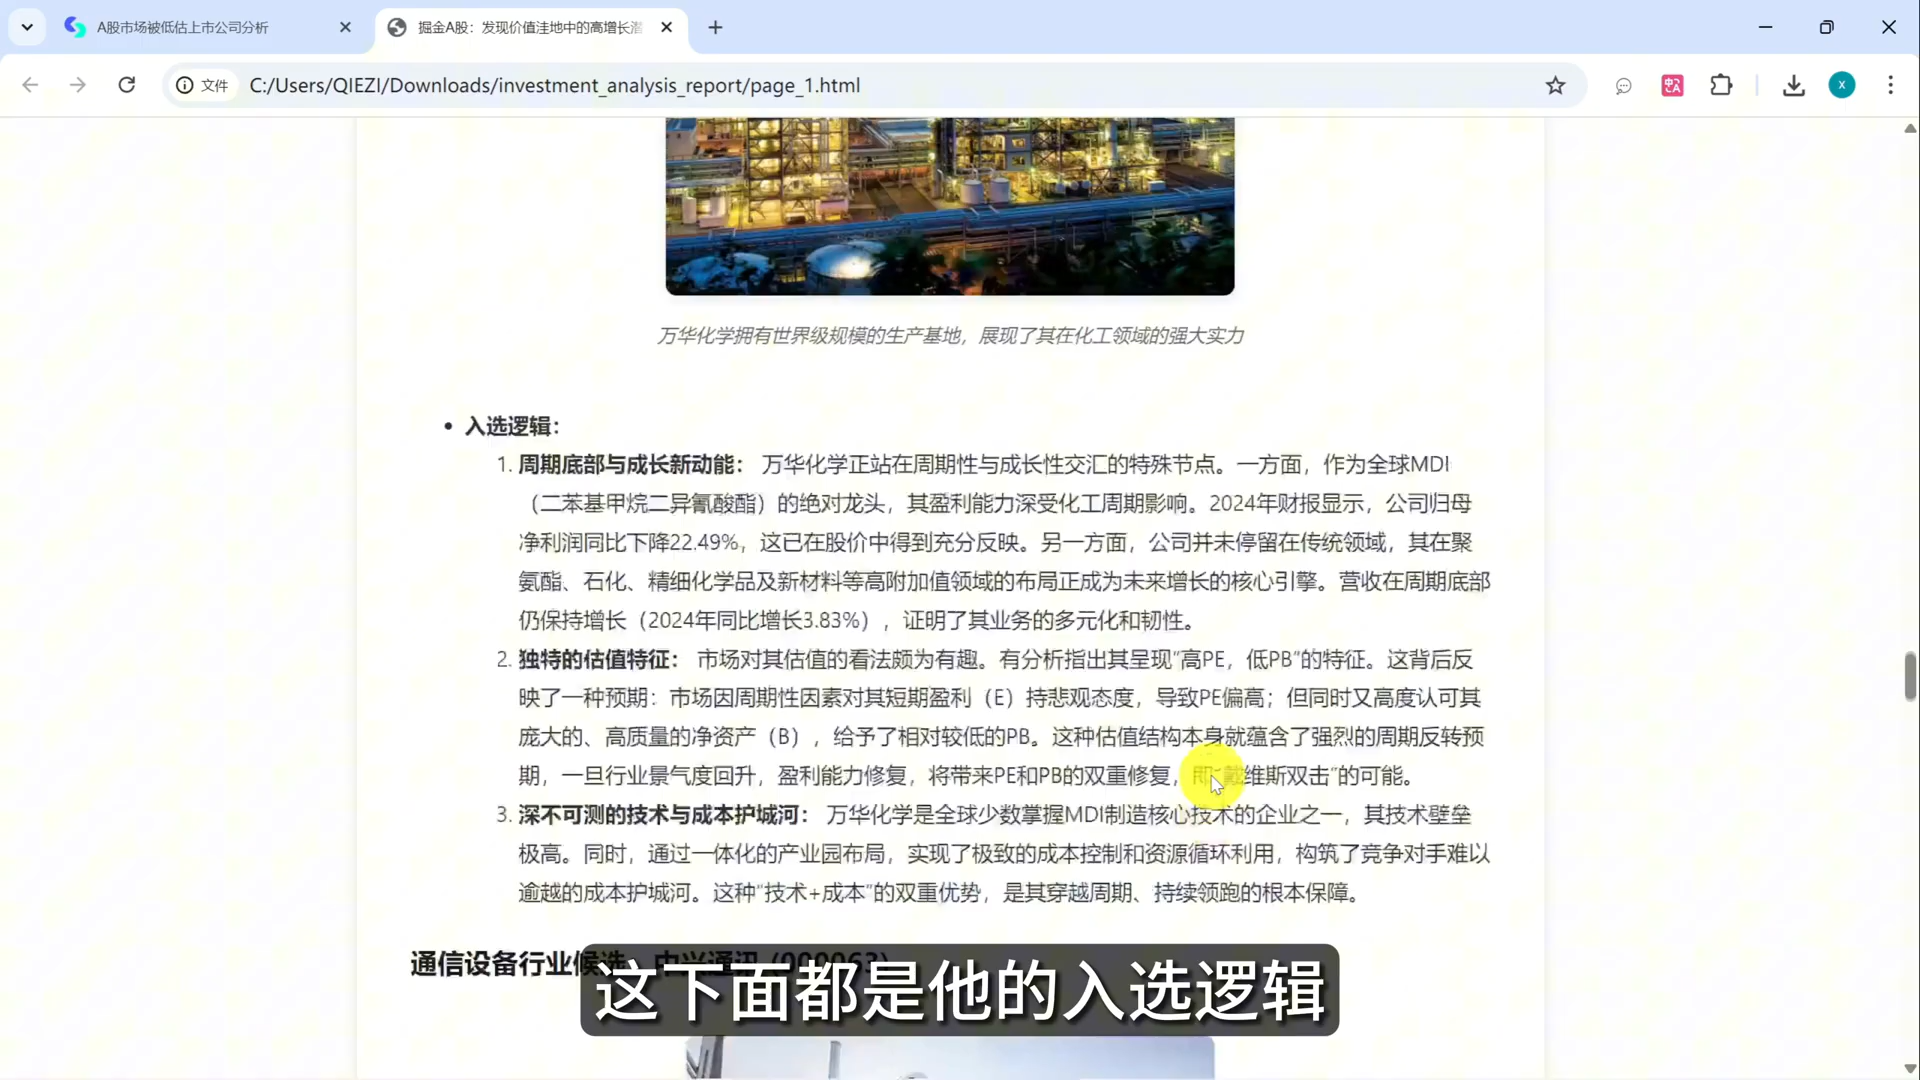 A股市场被低估上市公司分析
掘金A股：发现价值洼地中的高增长潜
文件
C:/Users/QIEZI/Downloads/investment_analysis_report/page_1.html
X
万华化学拥有世界级规模的生产基地，展现了其在化工领域的强大实力
• 入选逻辑：
1. 周期底部与成长新动能： 万华化学正站在周期性与成长性交汇的特殊节点。一方面，作为全球MDI
（二苯基甲烷二异氰酸酯）的绝对龙头，其盈利能力深受化工周期影响。2024年财报显示，公司归母
净利润同比下降22.49%，这已在股价中得到充分反映。另一方面，公司并未停留在传统领域，其在聚
氨酯、石化、精细化学品及新材料等高附加值领域的布局正成为未来增长的核心引擎。营收在周期底部
仍保持增长（2024年同比增长3.83%），证明了其业务的多元化和韧性。
2. 独特的估值特征： 市场对其估值的看法颇为有趣。有分析指出其呈现“高PE，低PB”的特征。这背后反
映了一种预期：市场因周期性因素对其短期盈利（E）持悲观态度，导致PE偏高；但同时又高度认可其
庞大的、高质量的净资产（B），给予了相对较低的PB。这种估值结构本身就蕴含了强烈的周期反转预
期，一旦行业景气度回升，盈利能力修复，将带来PE和PB的双重修复，即“戴维斯双击”的可能。
3. 深不可测的技术与成本护城河： 万华化学是全球少数掌握MDI制造核心技术的企业之一，其技术壁垒
极高。同时，通过一体化的产业园布局，实现了极致的成本控制和资源循环利用，构筑了竞争对手难以
逾越的成本护城河。这种“技术+成本”的双重优势，是其穿越周期、持续领跑的根本保障。
通信设备行业候选：中兴通讯 (000063)
这下面都是他的入选逻辑